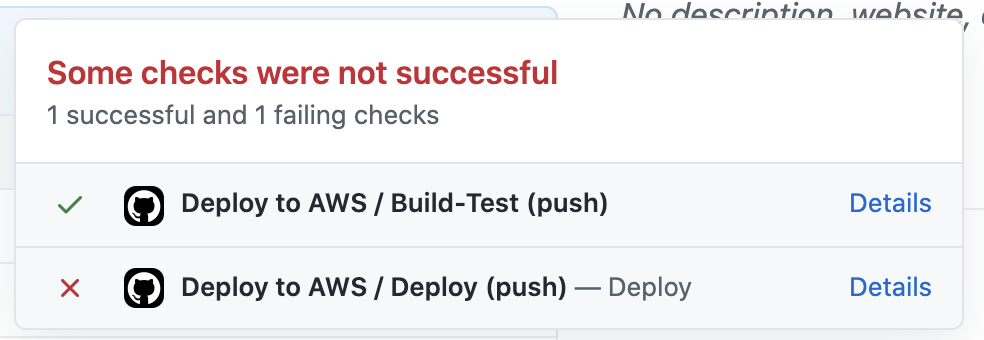 No description, website,
Some checks were not successful
1 successful and 1 failing checks
Deploy to AWS / Build-Test (push) Details
Deploy to AWS / Deploy (push) — Deploy Details